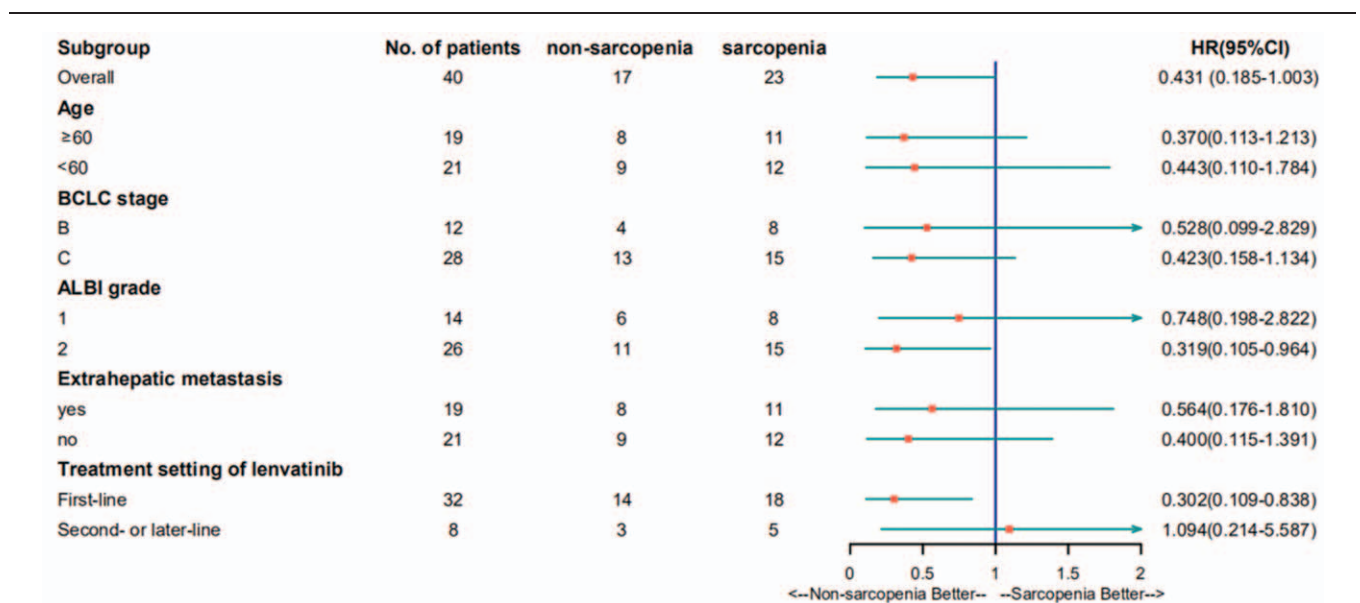 Subgroup No. of patients non-sarcopenia sarcopenia HR(95%CI)
Overall 40 17 23 0.431 (0.185-1.003)
Age
≥60 19 8 11 0.370(0.113-1.213)
<60 21 9 12 0.443(0.110-1.784)
BCLC stage
B 12 4 8 0.528(0.099-2.829)
C 28 13 15 0.423(0.158-1.134)
ALBI grade
1 14 6 8 0.748(0.198-2.822)
2 26 11 15 0.319(0.105-0.964)
Extrahepatic metastasis
yes 19 8 11 0.564(0.176-1.810)
no 21 9 12 0.400(0.115-1.391)
Treatment setting of lenvatinib
First-line 32 14 18 0.302(0.109-0.838)
Second- or later-line 8 3 5 1.094(0.214-5.587)
0 0.5 1 1.5 2
<--Non-sarcopenia Better-- --Sarcopenia Better-->